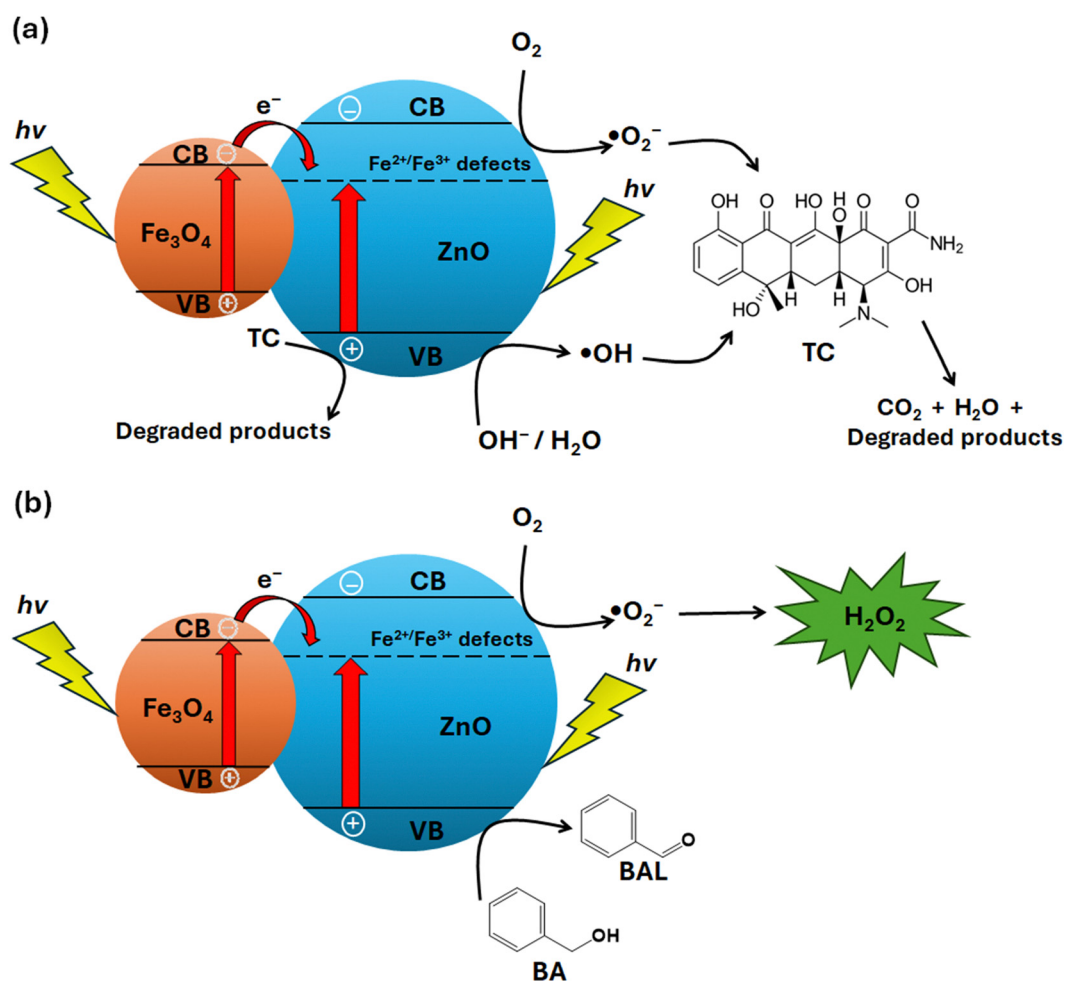 (a)
O₂
CB
e⁻
hv
CB
•O₂⁻
Fe²⁺/Fe³⁺ defects
hv
Fe₃O₄
ZnO
VB
TC
VB
•OH
OH
O
HO
H
O
O
O
NH₂
OH
HO
H
H
N
TC
Degraded products
OH⁻ / H₂O
CO₂ + H₂O +
Degraded products
(b)
O₂
CB
e⁻
hv
CB
•O₂⁻
H₂O₂
Fe²⁺/Fe³⁺ defects
hv
Fe₃O₄
ZnO
VB
VB
O
BAL
OH
BA